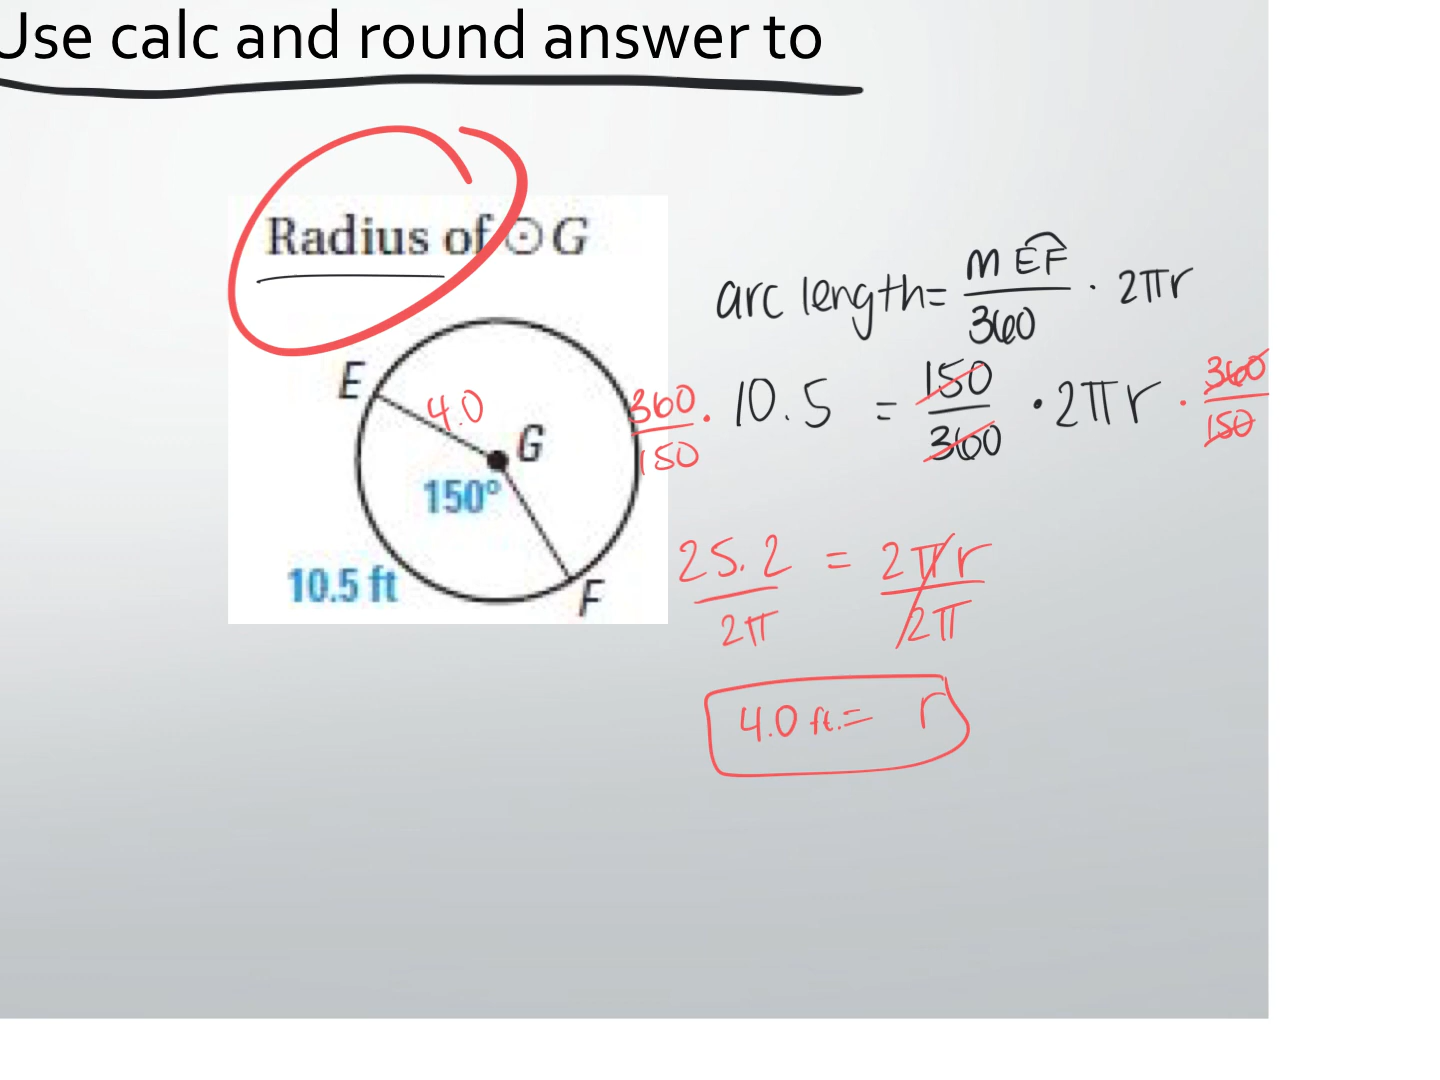 Use calc and round answer to
Radius of ⊙G
arc length = m EF / 360 · 2πr
E
4.0
G
150°
10.5 ft
F
360/150 · 10.5 = 150/360 · 2πr · 360/150
25.2/2π = 2πr/2π
4.0 ft. = r